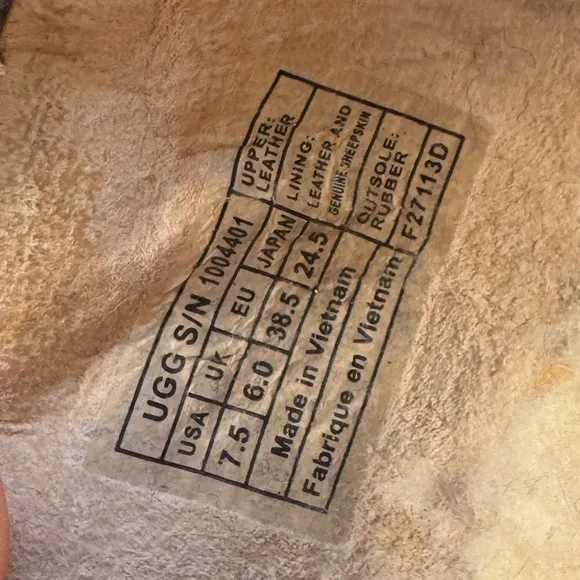 UGG S/N 1004401
USA UK EU JAPAN
7.5 6.0 38.5 24.5
Made in Vietnam
Fabrique en Vietnam
UPPER:
LEATHER
LINING:
LEATHER AND
GENUINE SHEEPSKIN
OUTSOLE:
RUBBER
F27113D